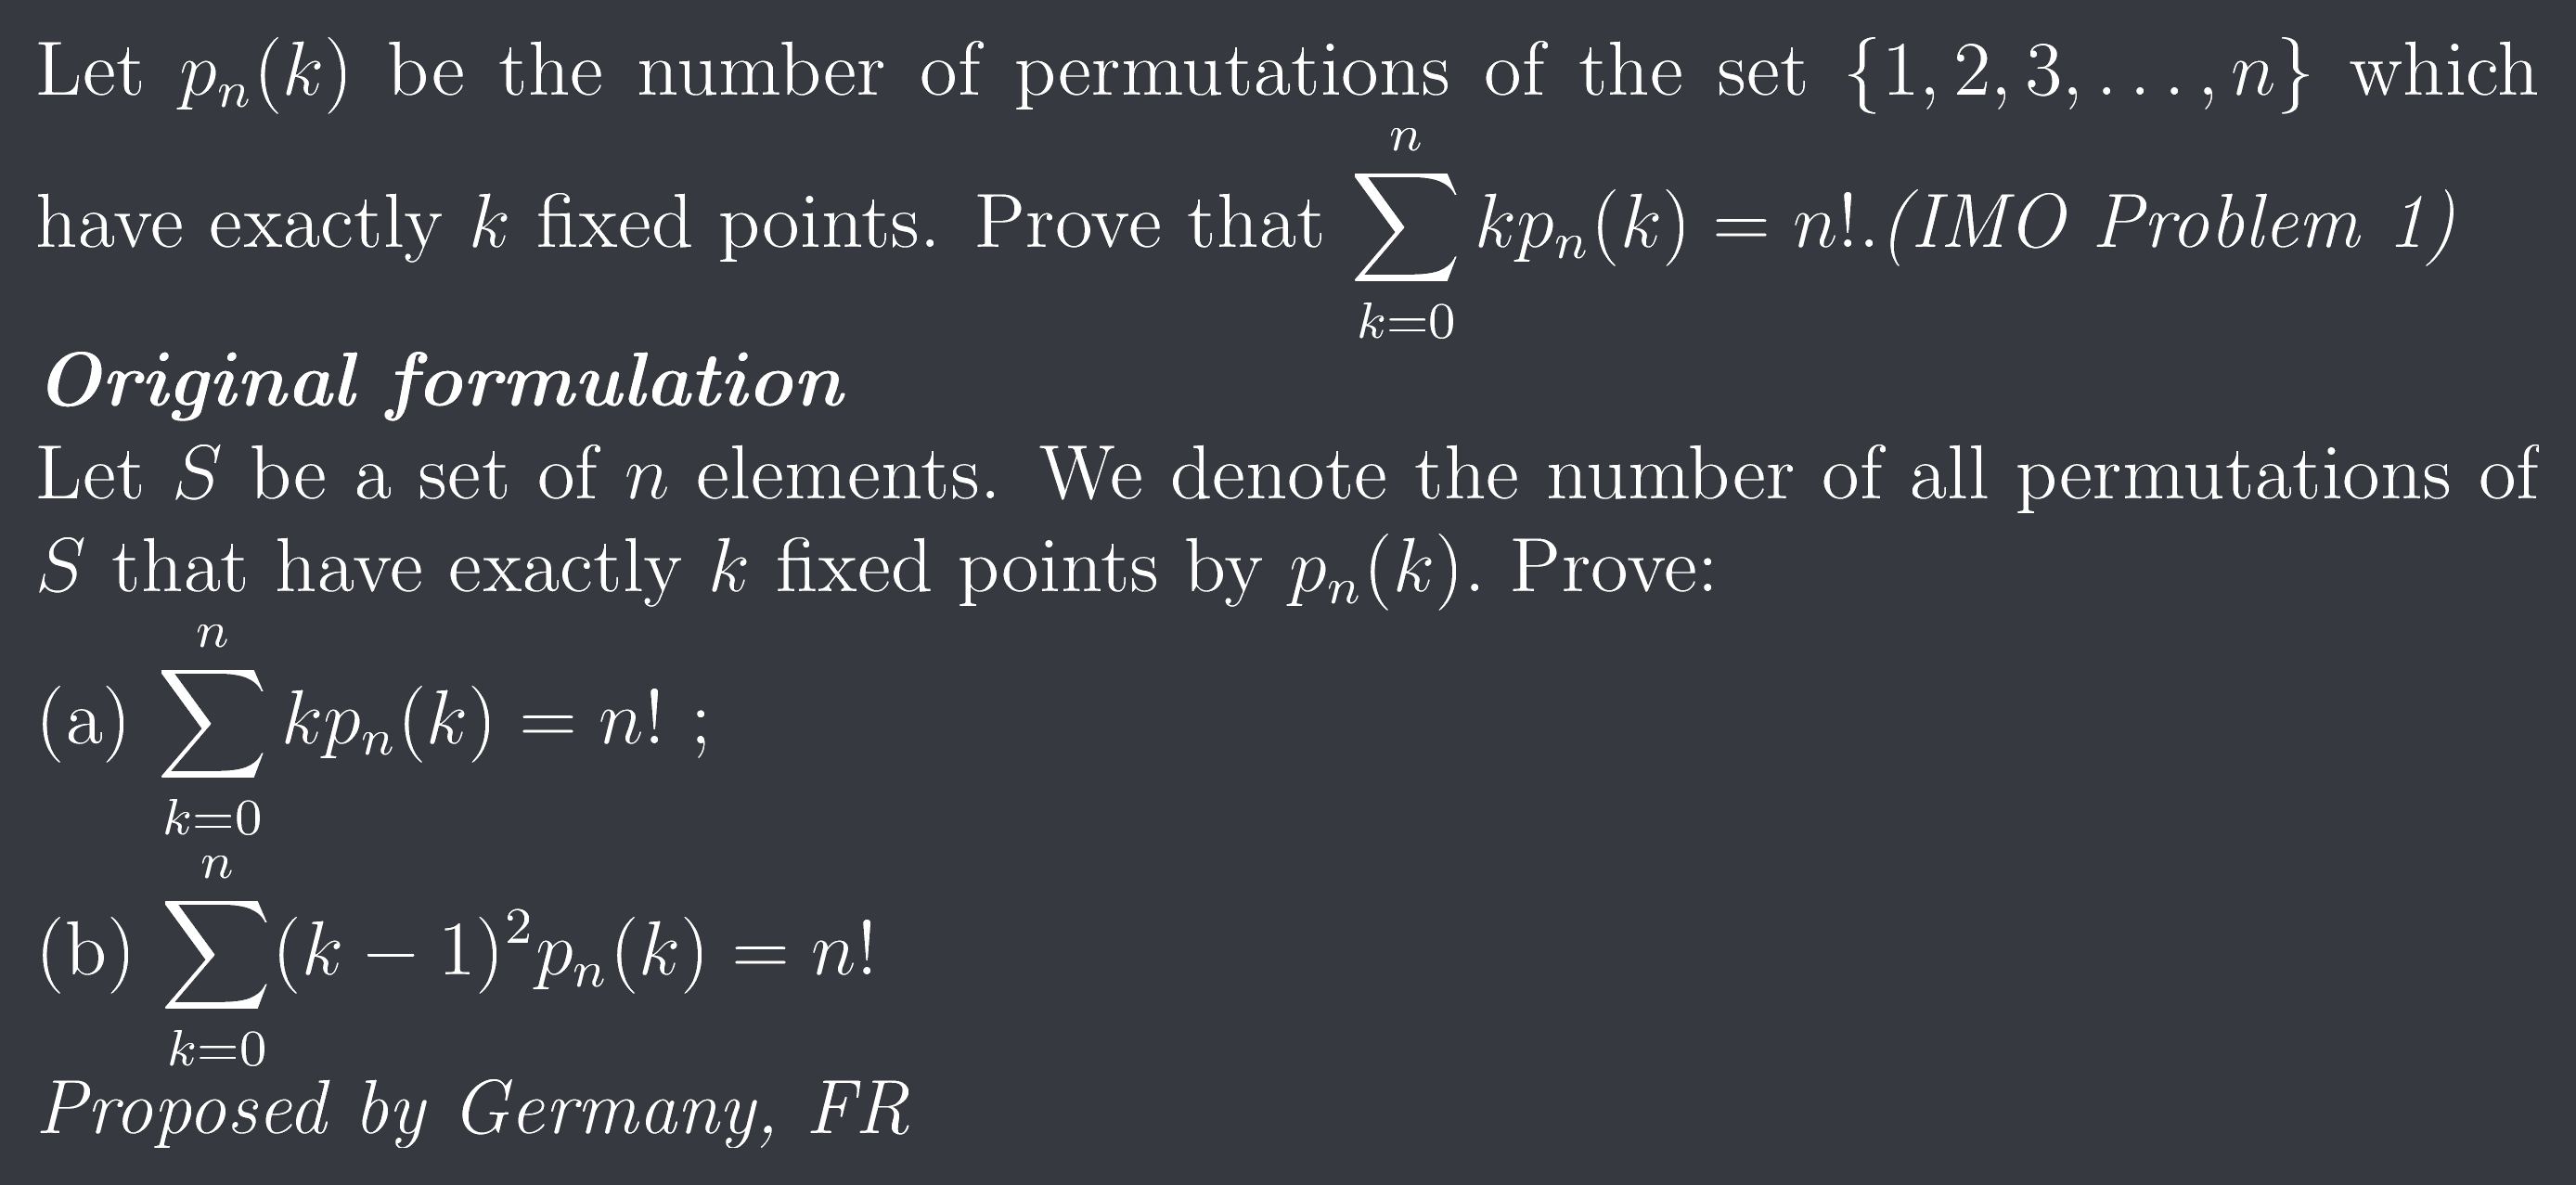 Let $p_n(k)$ be the number of permutations of the set $\{1, 2, 3, \ldots, n\}$ which
have exactly $k$ fixed points. Prove that $\sum_{k=0}^{n} k p_n(k) = n!$.(IMO Problem 1)
Original formulation
Let $S$ be a set of $n$ elements. We denote the number of all permutations of
$S$ that have exactly $k$ fixed points by $p_n(k)$. Prove:
(a) $\sum_{k=0}^{n} k p_n(k) = n!$ ;
(b) $\sum_{k=0}^{n} (k - 1)^2 p_n(k) = n!$
Proposed by Germany, FR